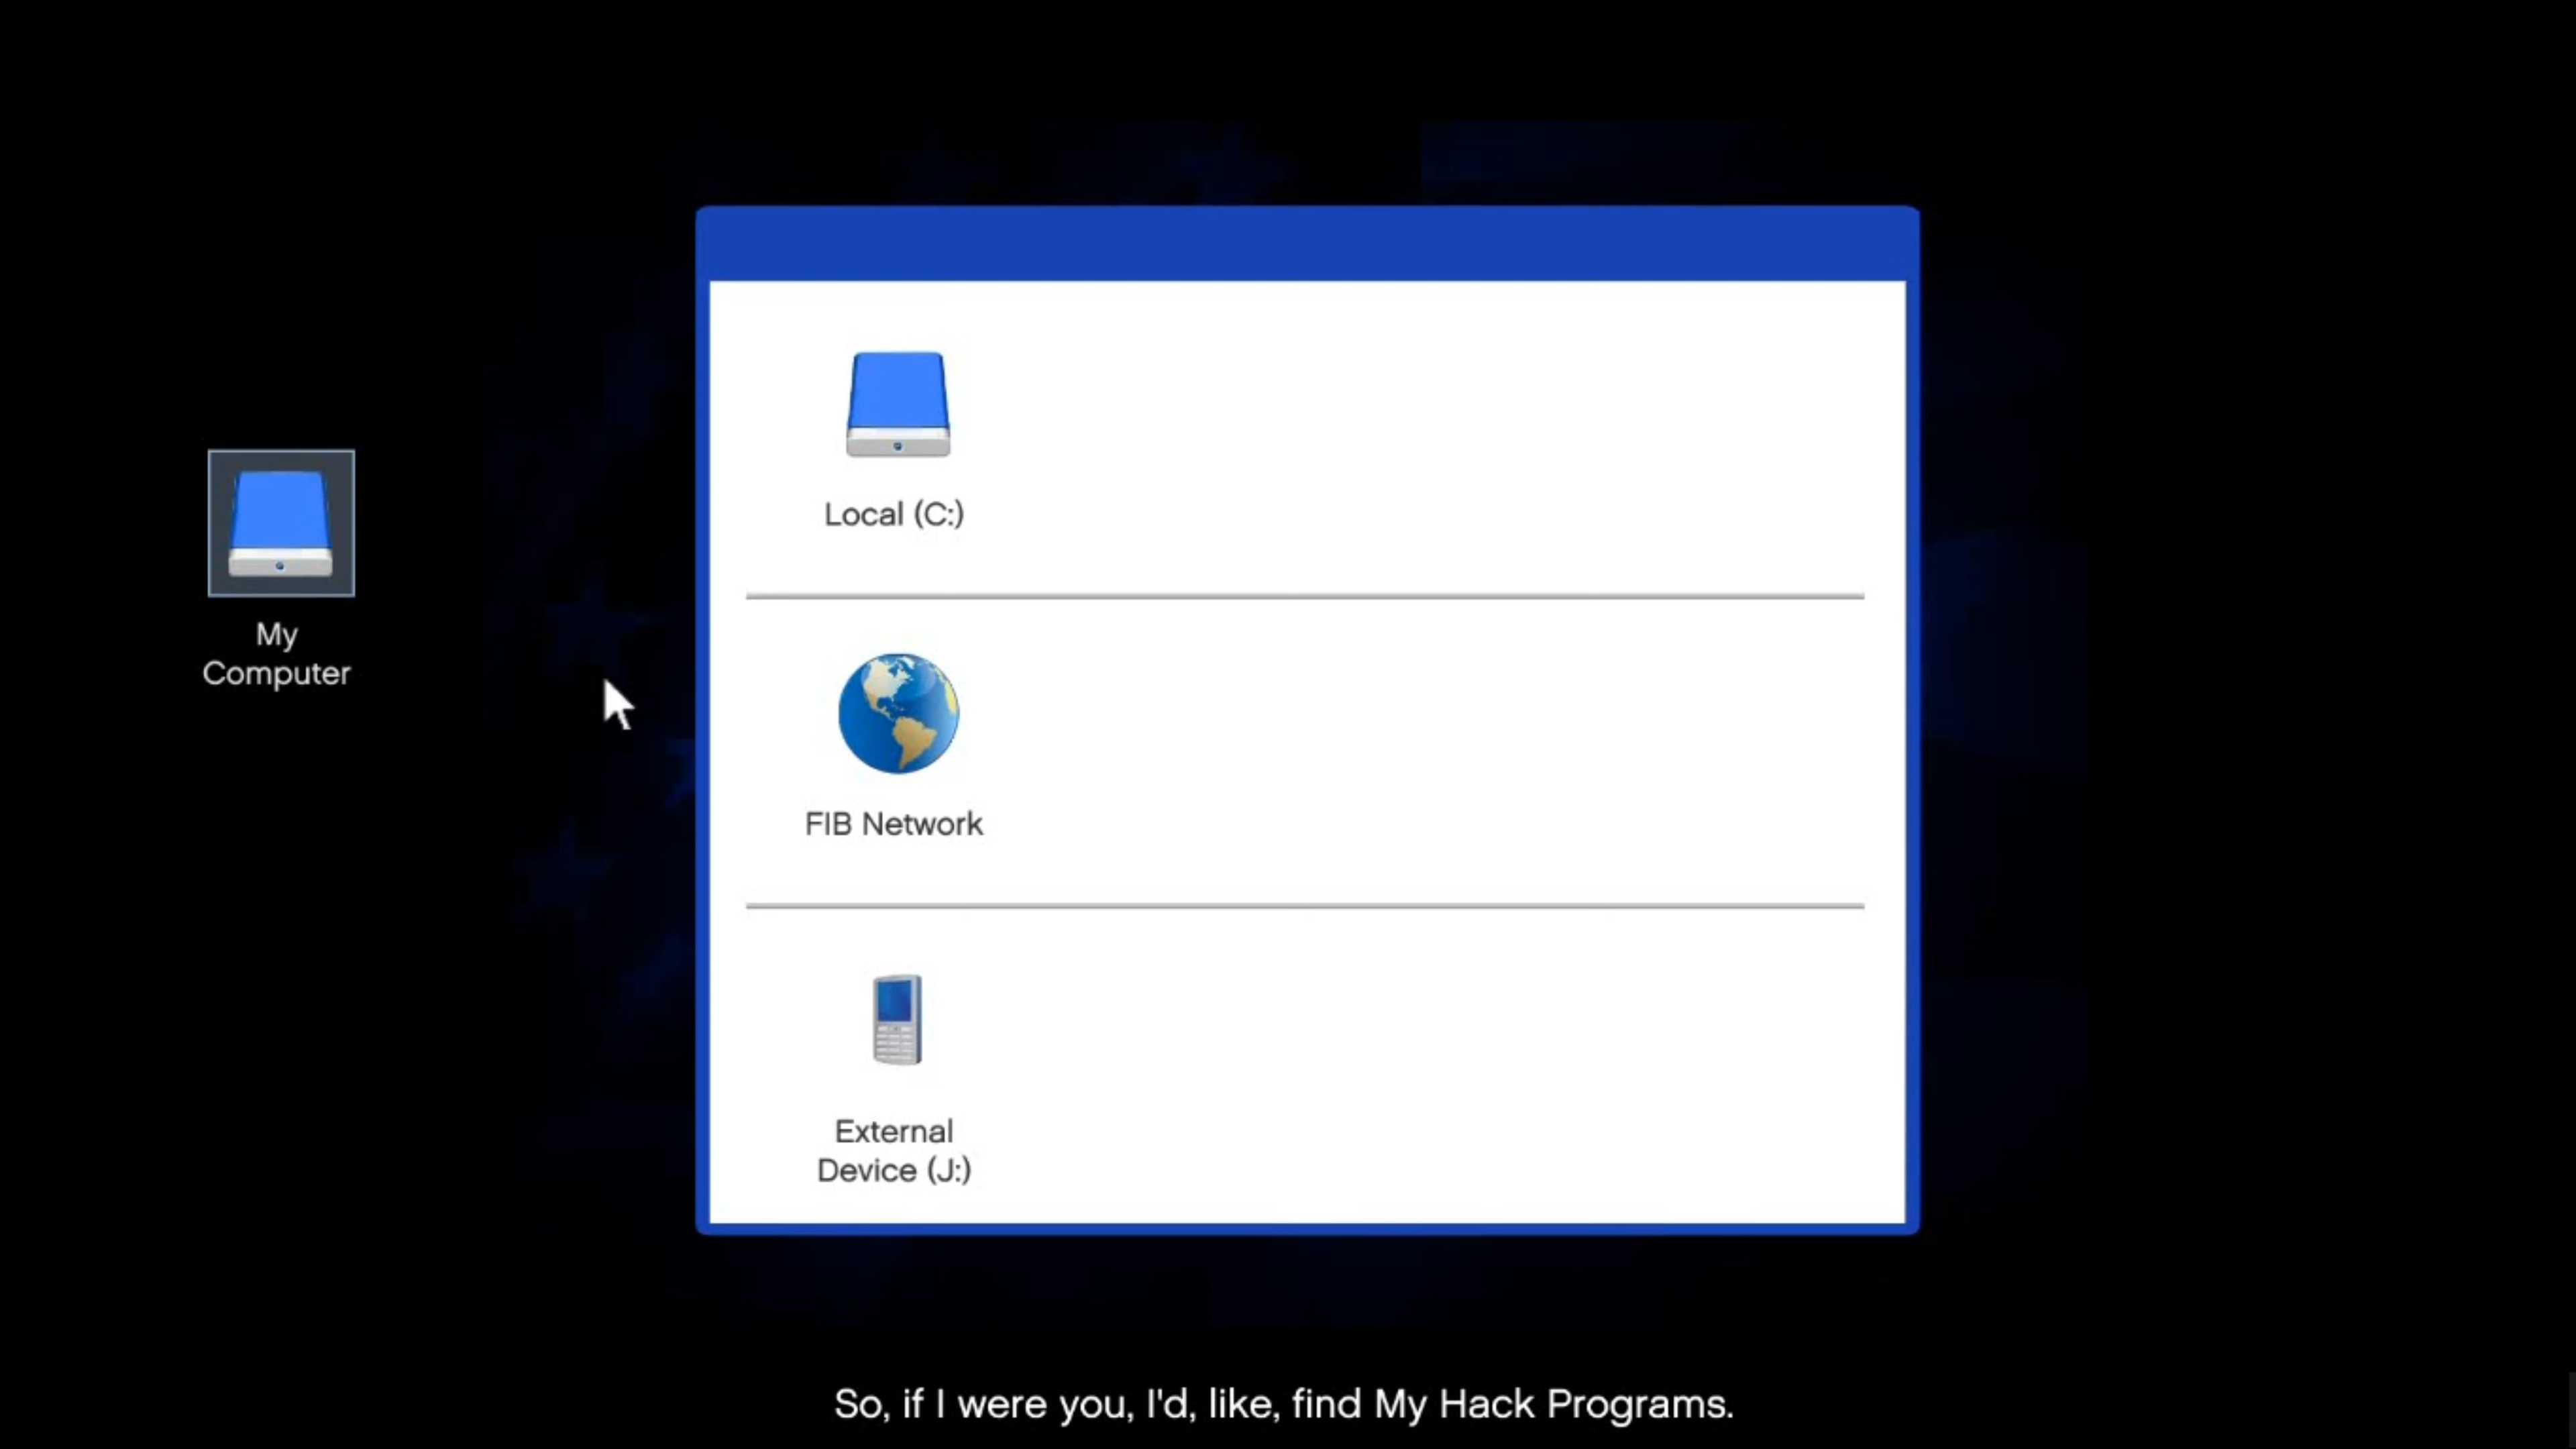 My
Computer
Local (C:)
FIB Network
External
Device (J:)
So, if I were you, I'd, like, find My Hack Programs.